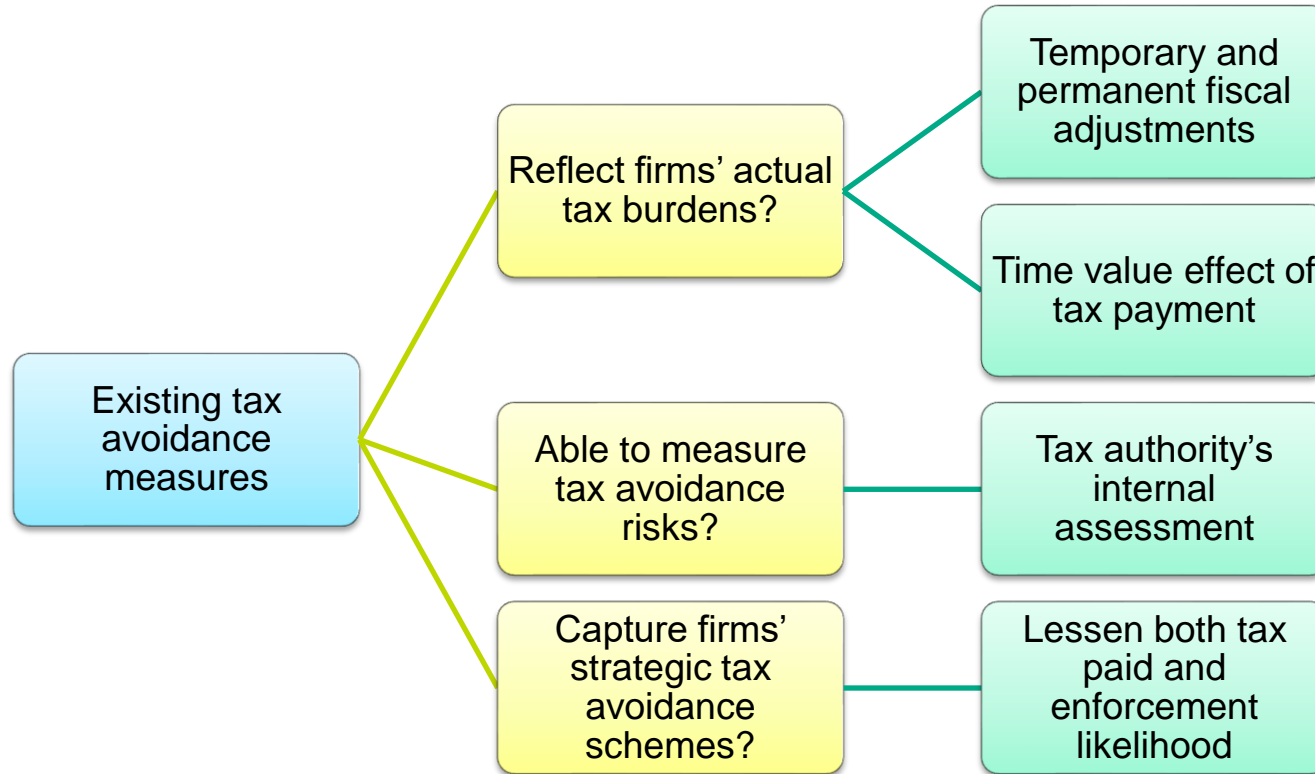 Existing tax
avoidance
measures
Reflect firms’ actual
tax burdens?
Temporary and
permanent fiscal
adjustments
Time value effect of
tax payment
Able to measure
tax avoidance
risks?
Tax authority’s
internal
assessment
Capture firms’
strategic tax
avoidance
schemes?
Lessen both tax
paid and
enforcement
likelihood